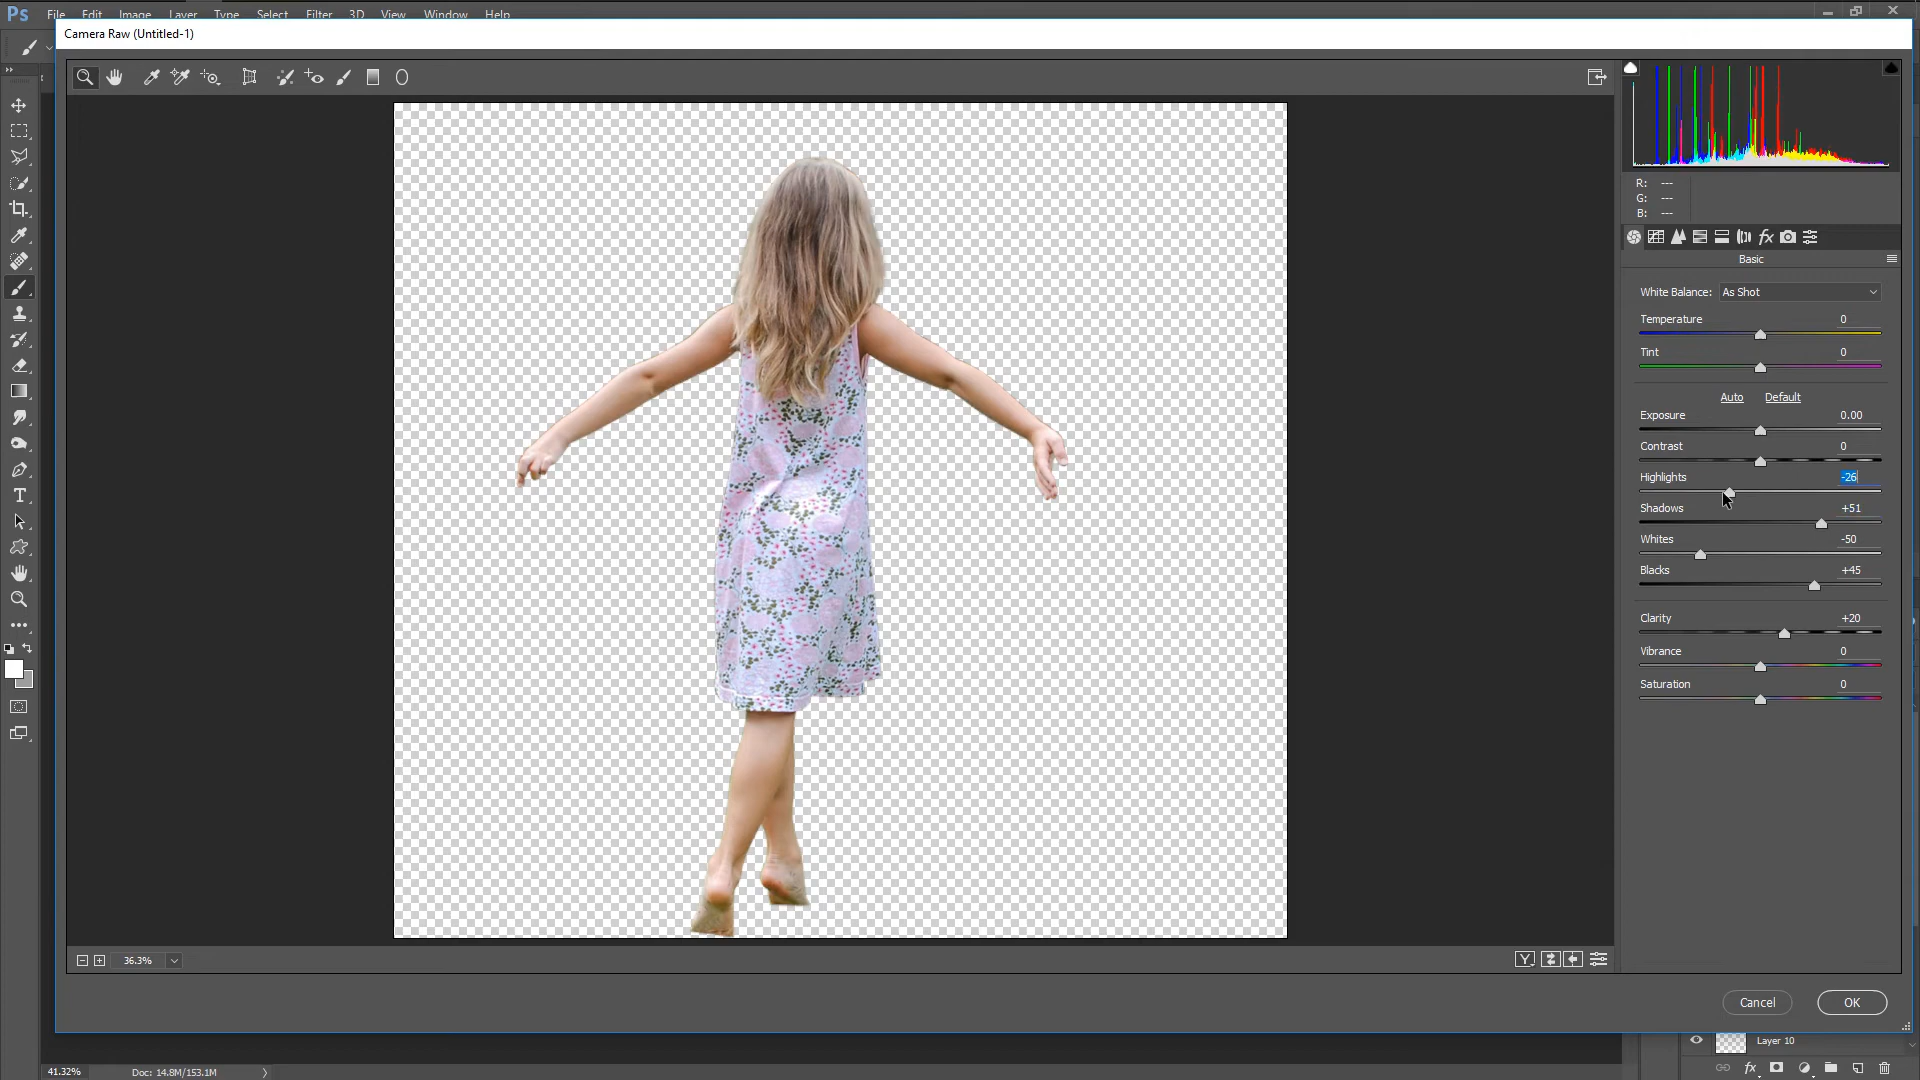 Ps File Edit Image Layer Type Select Filter 3D View Window Help
Camera Raw (Untitled-1)
R: ---
G: ---
B: ---
fx
Basic
White Balance: As Shot
Temperature 0
Tint 0
Auto Default
Exposure 0.00
Contrast 0
Highlights -26
Shadows +51
Whites -50
Blacks +45
Clarity +20
Vibrance 0
Saturation 0
T
36.3%
Y
Cancel OK
Layer 10
41.32% Doc: 14.8M/153.1M
fx